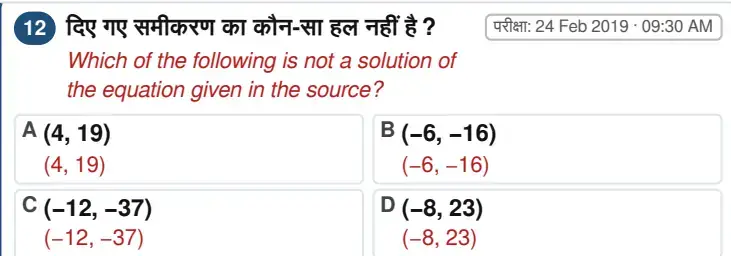 12 दिए गए समीकरण का कौन-सा हल नहीं है ? परीक्षा: 24 Feb 2019 · 09:30 AM
Which of the following is not a solution of
the equation given in the source?
A (4, 19) B (−6, −16)
(4, 19) (−6, −16)
C (−12, −37) D (−8, 23)
(−12, −37) (−8, 23)